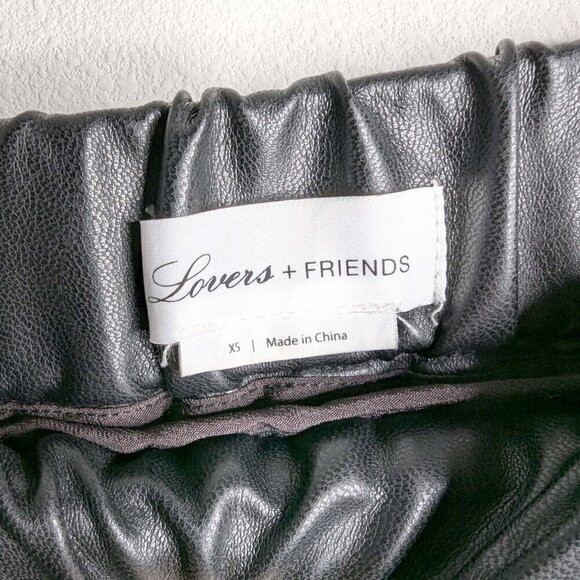 Lovers + FRIENDS
XS | Made in China